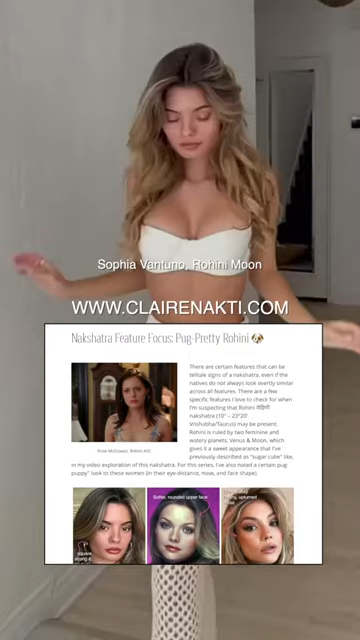 Sophia Vantuno, Rohini Moon
WWW.CLAIRENAKTI.COM
Nakshatra Feature Focus: Pug-Pretty Rohini 🐶
There are certain features that can be
telltale signs of a nakshatra, even if the
natives do not always look overtly similar
across all features. There are a few
specific features I love to check for when
I'm suspecting that Rohini रोहिणी
nakshatra (10° – 23°20'
Vrishabha/Taurus) may be present.
Rohini is ruled by two feminine and
watery planets, Venus & Moon, which
gives it a sweet appearance that I've
previously described as "sugar cube" like,
Rose McGowan, Rohini ASC
in my video exploration of this nakshatra. For this series, I've also noted a certain pug
puppy" look to these women (in their eye-distance, nose, and face shape).
Softer, rounded upper face
upturned
square